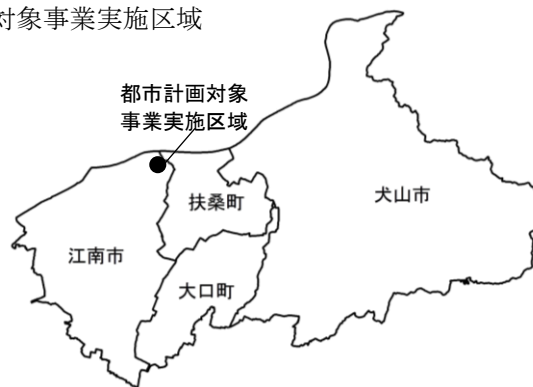 対象事業実施区域
都市計画対象
事業実施区域
扶桑町
犬山市
江南市
大口町